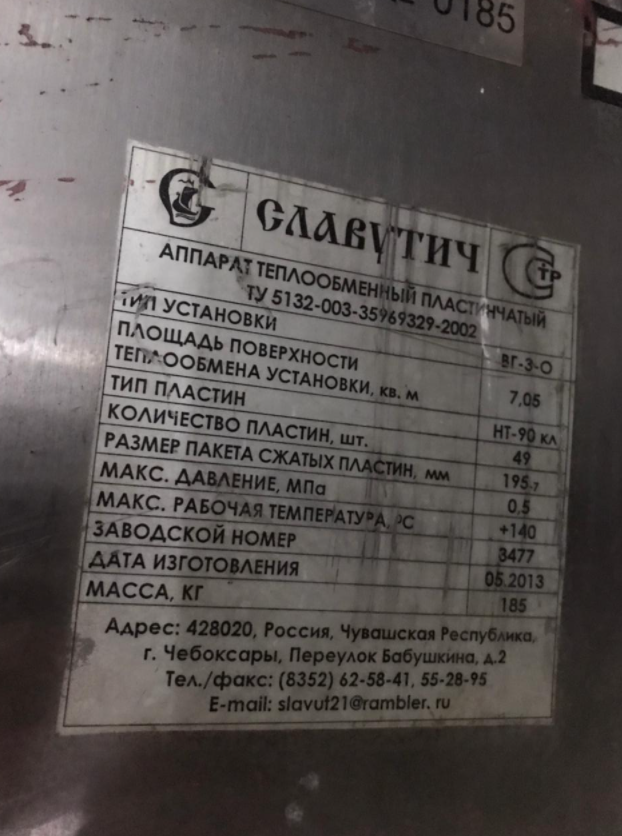 0185
СЛАВУТИЧ
АППАРАТ ТЕПЛООБМЕННЫЙ ПЛАСТИНЧАТЫЙ
ТУ 5132-003-35969329-2002
ТИП УСТАНОВКИ ВГ-3-О
ПЛОЩАДЬ ПОВЕРХНОСТИ
ТЕПЛООБМЕНА УСТАНОВКИ, кв. м 7,05
ТИП ПЛАСТИН НТ-90 КЛ
КОЛИЧЕСТВО ПЛАСТИН, шт. 49
РАЗМЕР ПАКЕТА СЖАТЫХ ПЛАСТИН, мм 195,7
МАКС. ДАВЛЕНИЕ, МПа 0,5
МАКС. РАБОЧАЯ ТЕМПЕРАТУРА, °С +140
ЗАВОДСКОЙ НОМЕР 3477
ДАТА ИЗГОТОВЛЕНИЯ 05.2013
МАССА, КГ 185
Адрес: 428020, Россия, Чувашская Республика,
г. Чебоксары, Переулок Бабушкина, д.2
Тел./факс: (8352) 62-58-41, 55-28-95
E-mail: slavut21@rambler. ru